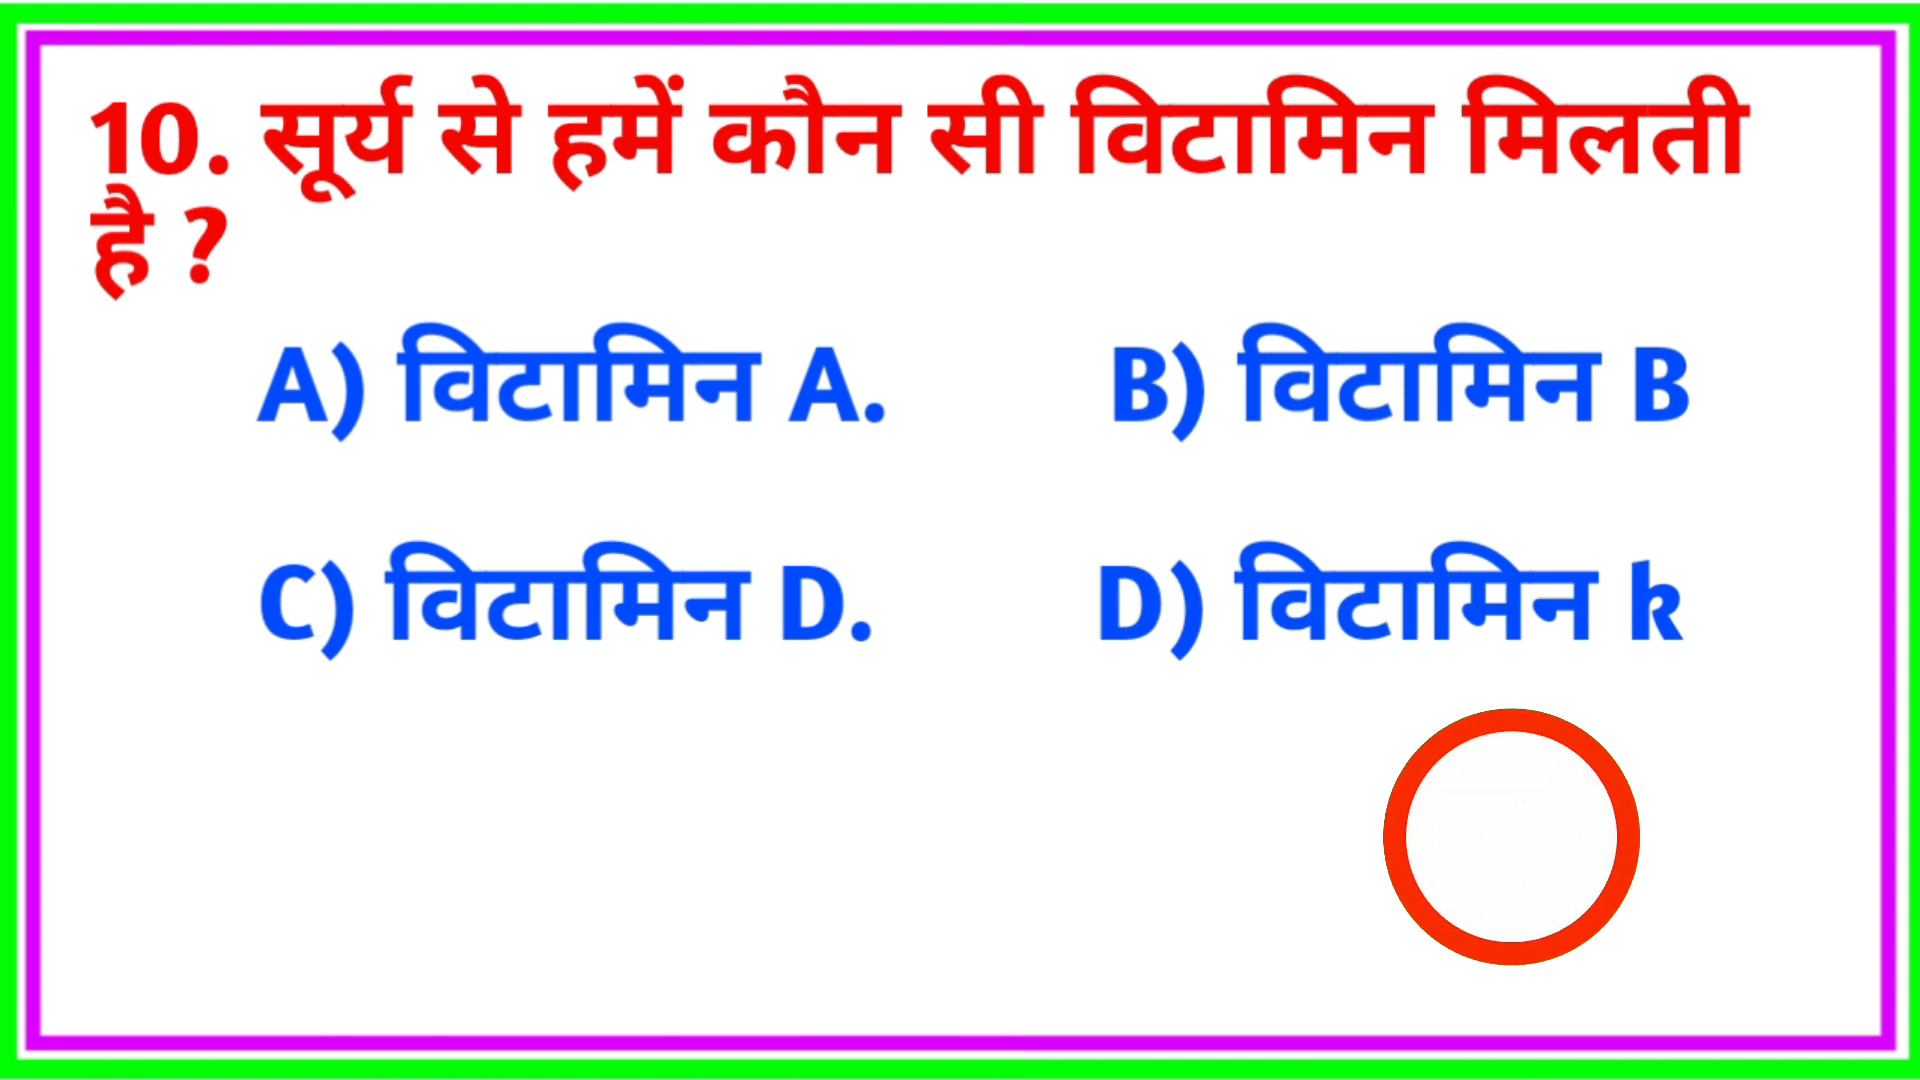 10. सूर्य से हमें कौन सी विटामिन मिलती
है ?
A) विटामिन A. B) विटामिन B
C) विटामिन D. D) विटामिन k